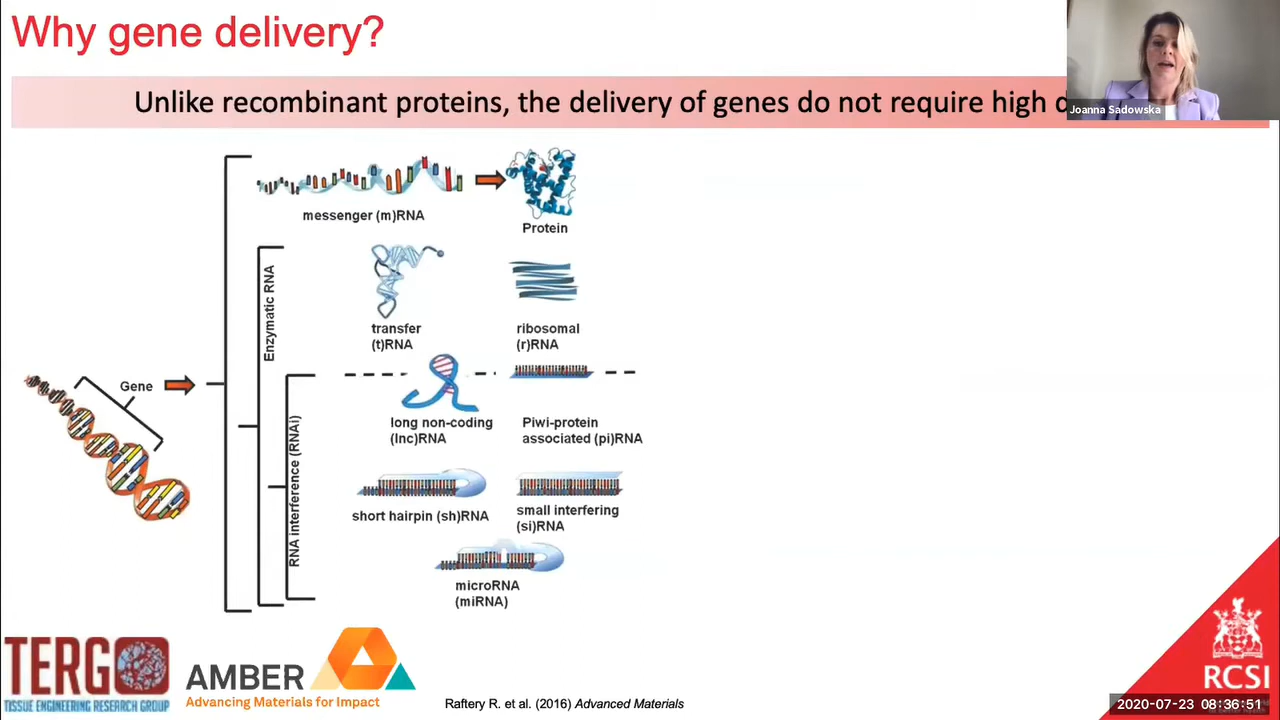 Why gene delivery?
Unlike recombinant proteins, the delivery of genes do not require high
Joanna Sadowska
messenger (m)RNA
Protein
Enzymatic RNA
transfer
(t)RNA
ribosomal
(r)RNA
Gene
RNA interference (RNAi)
long non-coding
(lnc)RNA
Piwi-protein
associated (pi)RNA
short hairpin (sh)RNA
small interfering
(si)RNA
microRNA
(miRNA)
TERG
TISSUE ENGINEERING RESEARCH GROUP
AMBER
Advancing Materials for Impact
Raftery R. et al. (2016) Advanced Materials
RCSI
2020-07-23 08:36:51